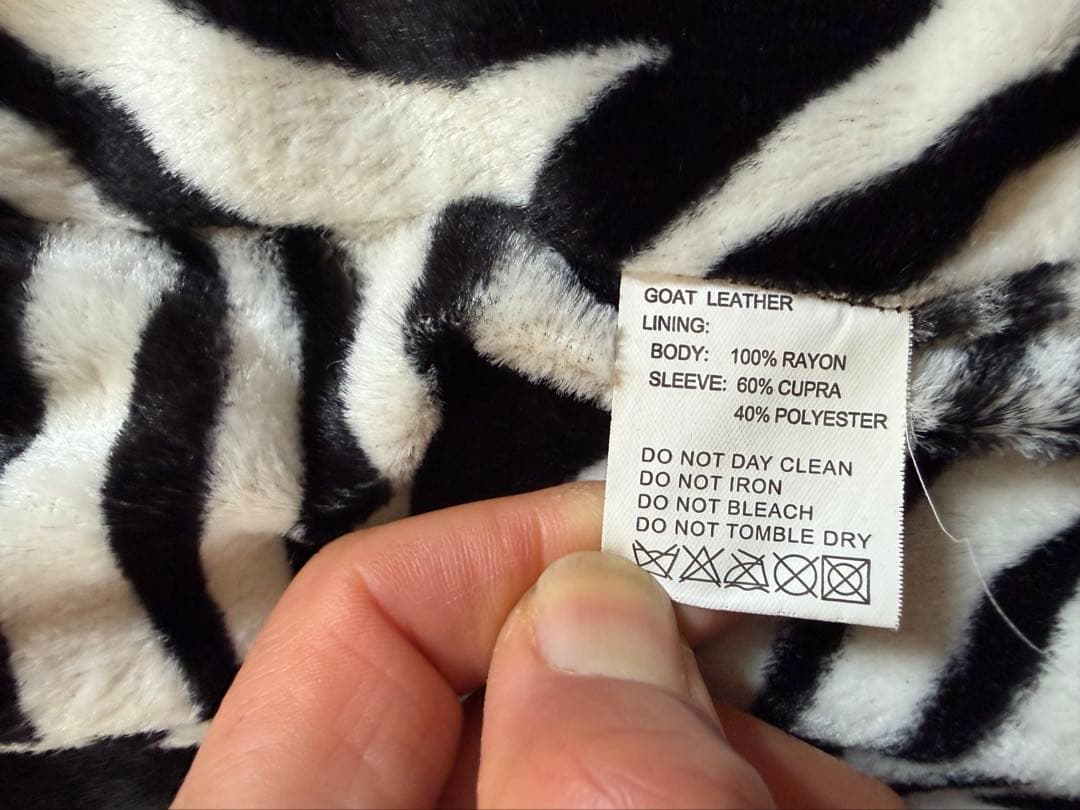 GOAT LEATHER
LINING:
BODY: 100% RAYON
SLEEVE: 60% CUPRA
40% POLYESTER
DO NOT DAY CLEAN
DO NOT IRON
DO NOT BLEACH
DO NOT TOMBLE DRY